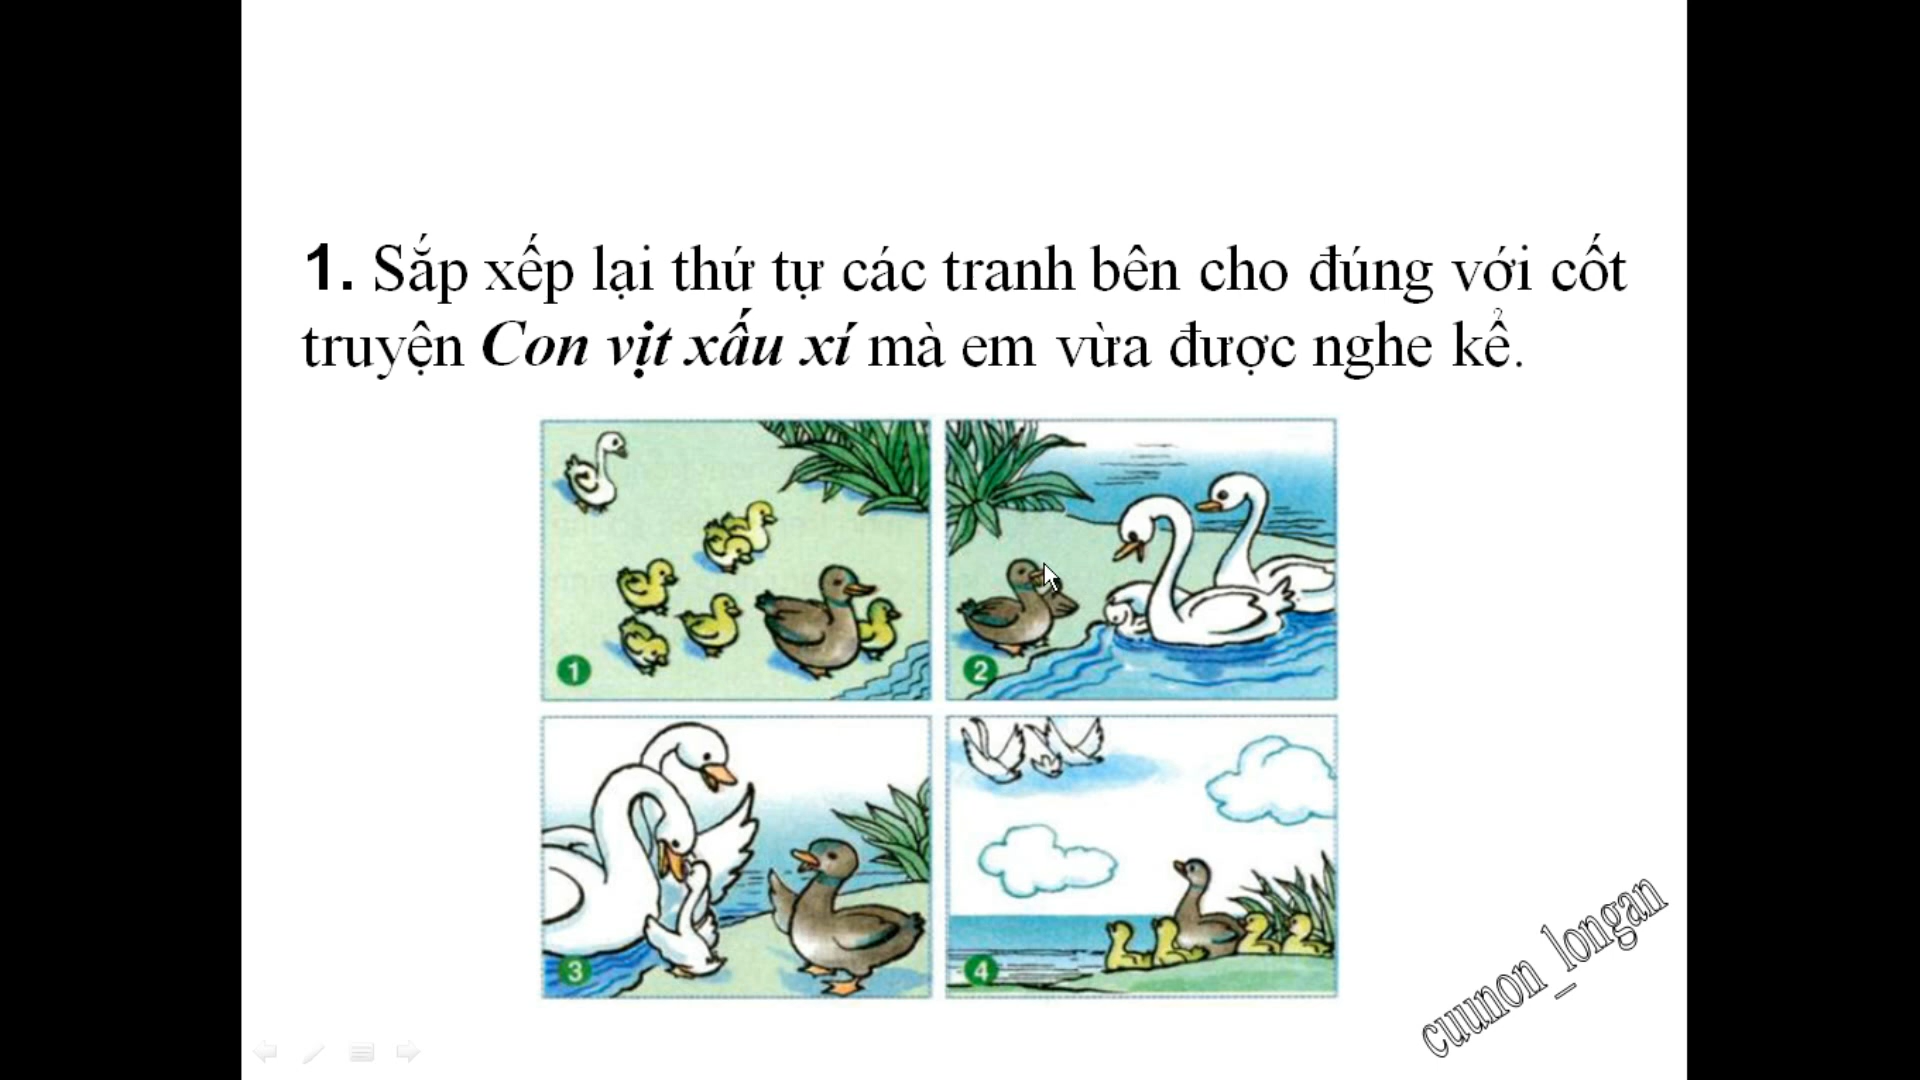 1. Sắp xếp lại thứ tự các tranh bên cho đúng với cốt
truyện Con vịt xấu xí mà em vừa được nghe kể.
1
2
3
4
cuunon_longan